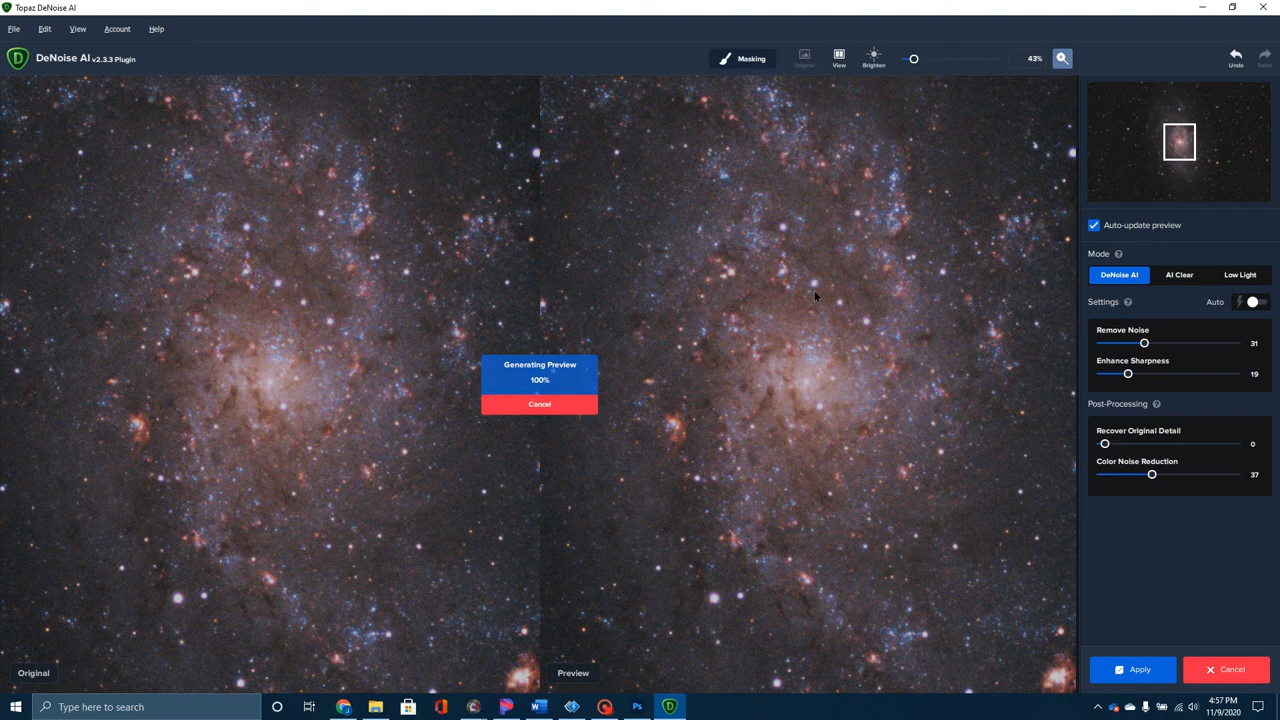 Topaz DeNoise AI
File Edit View Account Help
DeNoise AI v2.3.3 Plugin
Masking
Original
View
Brighten
43%
Undo
Auto-update preview
Mode
DeNoise AI AI Clear Low Light
Settings Auto
Remove Noise
31
Enhance Sharpness
19
Post-Processing
Recover Original Detail
0
Color Noise Reduction
37
Generating Preview
100%
Cancel
Original
Preview
Apply
Cancel
Type here to search
4:57 PM
11/9/2020